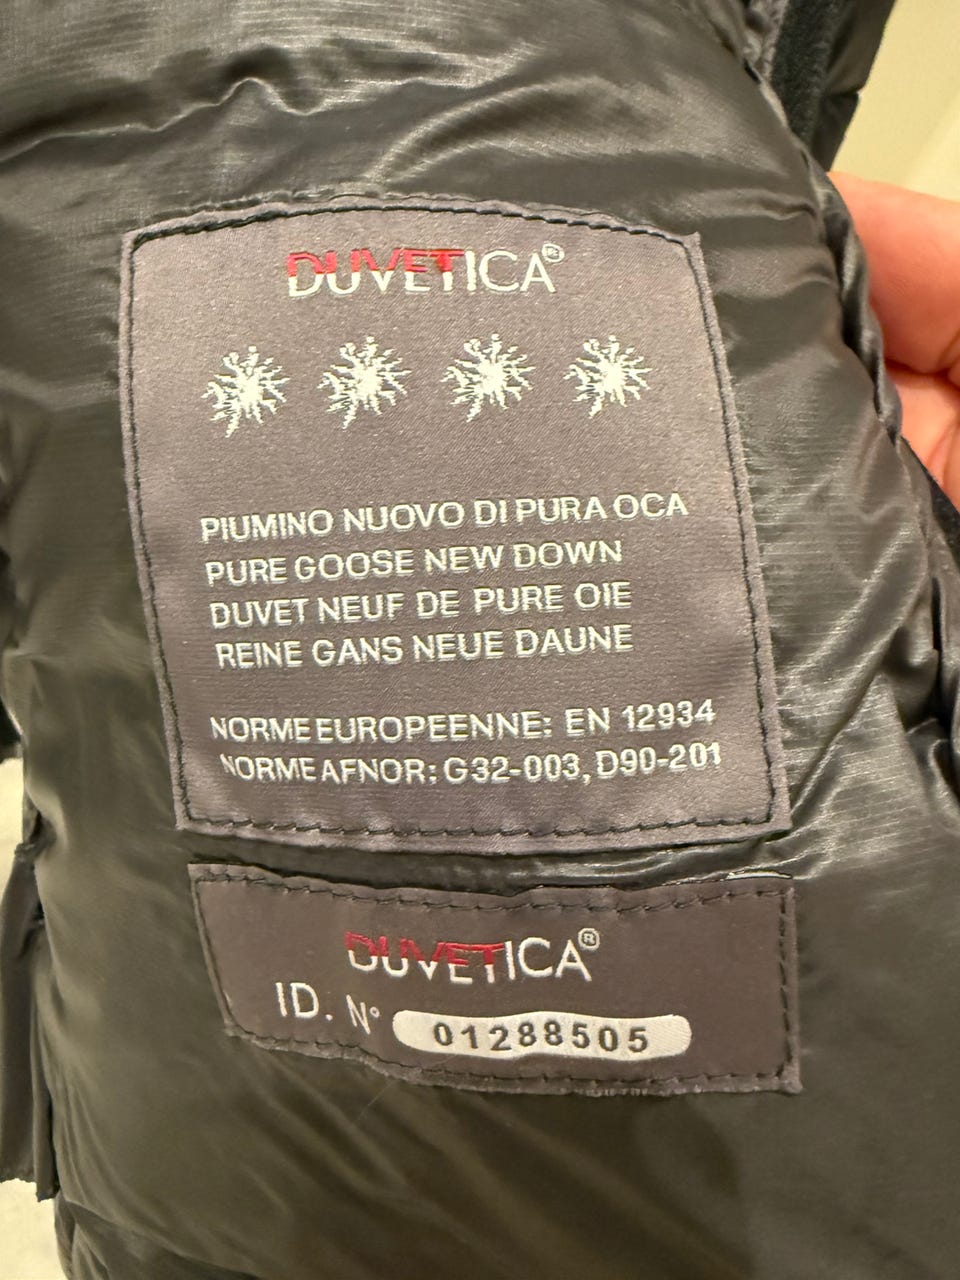 DUVETICA®
PIUMINO NUOVO DI PURA OCA
PURE GOOSE NEW DOWN
DUVET NEUF DE PURE OIE
REINE GANS NEUE DAUNE
NORME EUROPEENNE: EN 12934
NORME AFNOR: G32-003, D90-201
DUVETICA®
ID. N° 01288505